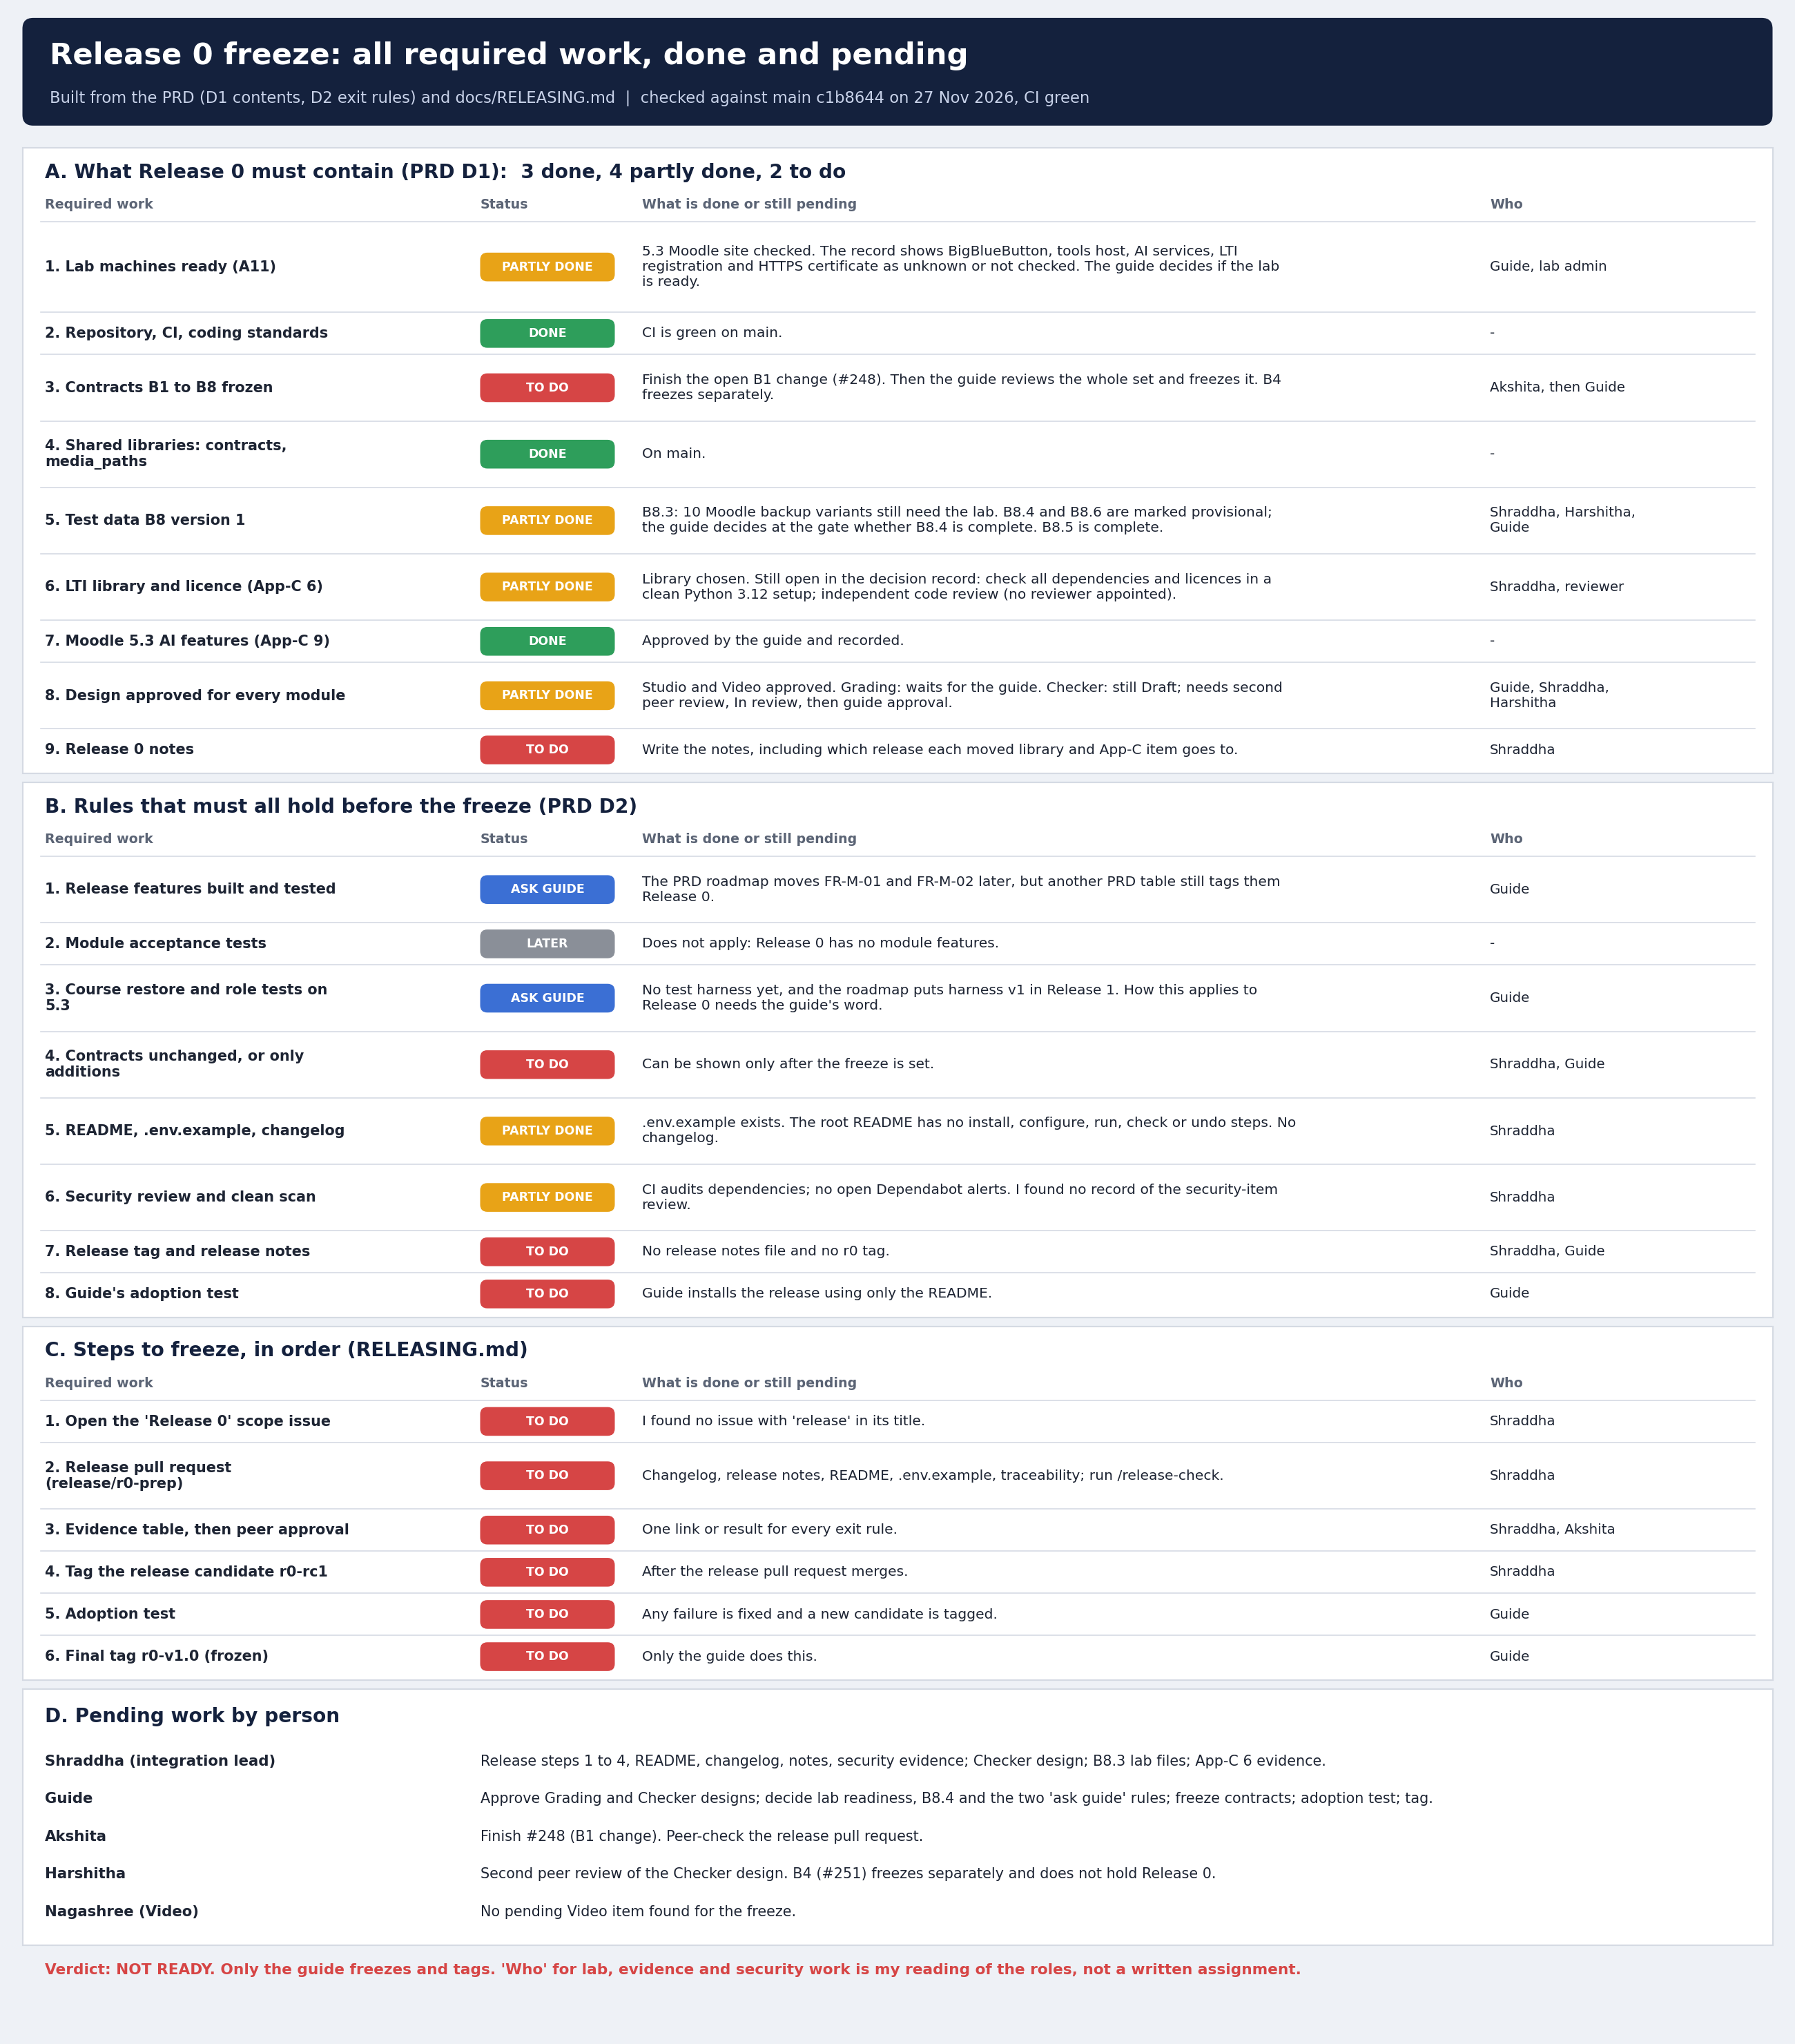 Release 0 freeze: all required work, done and pending
Built from the PRD (D1 contents, D2 exit rules) and docs/RELEASING.md | checked against main c1b8644 on 27 Nov 2026, CI green
A. What Release 0 must contain (PRD D1): 3 done, 4 partly done, 2 to do
Required work Status What is done or still pending Who
1. Lab machines ready (A11)
PARTLY DONE
5.3 Moodle site checked. The record shows BigBlueButton, tools host, AI services, LTI
registration and HTTPS certificate as unknown or not checked. The guide decides if the lab
is ready.
Guide, lab admin
2. Repository, CI, coding standards
DONE
CI is green on main.
-
3. Contracts B1 to B8 frozen
TO DO
Finish the open B1 change (#248). Then the guide reviews the whole set and freezes it. B4
freezes separately.
Akshita, then Guide
4. Shared libraries: contracts,
media_paths
DONE
On main.
-
5. Test data B8 version 1
PARTLY DONE
B8.3: 10 Moodle backup variants still need the lab. B8.4 and B8.6 are marked provisional;
the guide decides at the gate whether B8.4 is complete. B8.5 is complete.
Shraddha, Harshitha,
Guide
6. LTI library and licence (App-C 6)
PARTLY DONE
Library chosen. Still open in the decision record: check all dependencies and licences in a
clean Python 3.12 setup; independent code review (no reviewer appointed).
Shraddha, reviewer
7. Moodle 5.3 AI features (App-C 9)
DONE
Approved by the guide and recorded.
-
8. Design approved for every module
PARTLY DONE
Studio and Video approved. Grading: waits for the guide. Checker: still Draft; needs second
peer review, In review, then guide approval.
Guide, Shraddha,
Harshitha
9. Release 0 notes
TO DO
Write the notes, including which release each moved library and App-C item goes to.
Shraddha
B. Rules that must all hold before the freeze (PRD D2)
Required work Status What is done or still pending Who
1. Release features built and tested
ASK GUIDE
The PRD roadmap moves FR-M-01 and FR-M-02 later, but another PRD table still tags them
Release 0.
Guide
2. Module acceptance tests
LATER
Does not apply: Release 0 has no module features.
-
3. Course restore and role tests on
5.3
ASK GUIDE
No test harness yet, and the roadmap puts harness v1 in Release 1. How this applies to
Release 0 needs the guide's word.
Guide
4. Contracts unchanged, or only
additions
TO DO
Can be shown only after the freeze is set.
Shraddha, Guide
5. README, .env.example, changelog
PARTLY DONE
.env.example exists. The root README has no install, configure, run, check or undo steps. No
changelog.
Shraddha
6. Security review and clean scan
PARTLY DONE
CI audits dependencies; no open Dependabot alerts. I found no record of the security-item
review.
Shraddha
7. Release tag and release notes
TO DO
No release notes file and no r0 tag.
Shraddha, Guide
8. Guide's adoption test
TO DO
Guide installs the release using only the README.
Guide
C. Steps to freeze, in order (RELEASING.md)
Required work Status What is done or still pending Who
1. Open the 'Release 0' scope issue
TO DO
I found no issue with 'release' in its title.
Shraddha
2. Release pull request
(release/r0-prep)
TO DO
Changelog, release notes, README, .env.example, traceability; run /release-check.
Shraddha
3. Evidence table, then peer approval
TO DO
One link or result for every exit rule.
Shraddha, Akshita
4. Tag the release candidate r0-rc1
TO DO
After the release pull request merges.
Shraddha
5. Adoption test
TO DO
Any failure is fixed and a new candidate is tagged.
Guide
6. Final tag r0-v1.0 (frozen)
TO DO
Only the guide does this.
Guide
D. Pending work by person
Shraddha (integration lead)
Release steps 1 to 4, README, changelog, notes, security evidence; Checker design; B8.3 lab files; App-C 6 evidence.
Guide
Approve Grading and Checker designs; decide lab readiness, B8.4 and the two 'ask guide' rules; freeze contracts; adoption test; tag.
Akshita
Finish #248 (B1 change). Peer-check the release pull request.
Harshitha
Second peer review of the Checker design. B4 (#251) freezes separately and does not hold Release 0.
Nagashree (Video)
No pending Video item found for the freeze.
Verdict: NOT READY. Only the guide freezes and tags. 'Who' for lab, evidence and security work is my reading of the roles, not a written assignment.